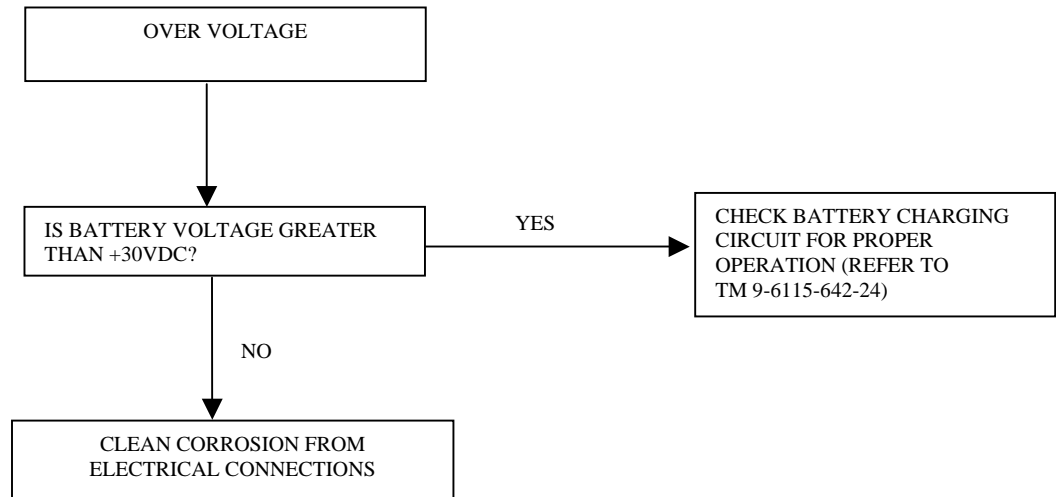 OVER VOLTAGE
IS BATTERY VOLTAGE GREATER
THAN +30VDC?
YES
CHECK BATTERY CHARGING
CIRCUIT FOR PROPER
OPERATION (REFER TO
TM 9-6115-642-24)
NO
CLEAN CORROSION FROM
ELECTRICAL CONNECTIONS